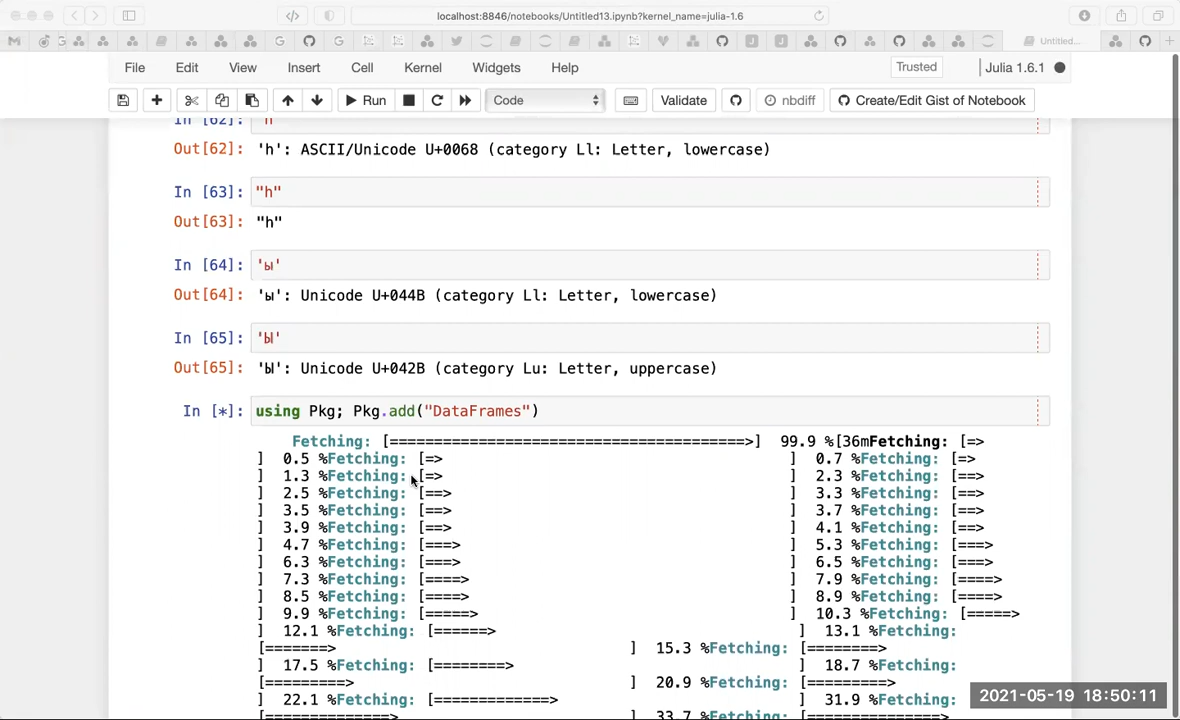 localhost:8846/notebooks/Untitled13.ipynb?kernel_name=julia-1.6
Untitled...
File Edit View Insert Cell Kernel Widgets Help Trusted Julia 1.6.1
Run Code Validate nbdiff Create/Edit Gist of Notebook
In [62]: 'h'
Out[62]: 'h': ASCII/Unicode U+0068 (category Ll: Letter, lowercase)
In [63]: "h"
Out[63]: "h"
In [64]: 'ы'
Out[64]: 'ы': Unicode U+044B (category Ll: Letter, lowercase)
In [65]: 'Ы'
Out[65]: 'Ы': Unicode U+042B (category Lu: Letter, uppercase)
In [*]: using Pkg; Pkg.add("DataFrames")
Fetching: [========================================>] 99.9 %[36mFetching: [=>
] 0.5 %Fetching: [=> ] 0.7 %Fetching: [=>
] 1.3 %Fetching: [=> ] 2.3 %Fetching: [==>
] 2.5 %Fetching: [==> ] 3.3 %Fetching: [==>
] 3.5 %Fetching: [==> ] 3.7 %Fetching: [==>
] 3.9 %Fetching: [==> ] 4.1 %Fetching: [==>
] 4.7 %Fetching: [===> ] 5.3 %Fetching: [===>
] 6.3 %Fetching: [===> ] 6.5 %Fetching: [===>
] 7.3 %Fetching: [====> ] 7.9 %Fetching: [====>
] 8.5 %Fetching: [====> ] 8.9 %Fetching: [====>
] 9.9 %Fetching: [=====> ] 10.3 %Fetching: [=====>
] 12.1 %Fetching: [======> ] 13.1 %Fetching:
[=======> ] 15.3 %Fetching: [========>
] 17.5 %Fetching: [========> ] 18.7 %Fetching:
[=========> ] 20.9 %Fetching: [=========>
] 22.1 %Fetching: [=============> ] 31.9 %Fetching:
[==============> ] 33.7 %Fetching: [===============>
2021-05-19 18:50:11